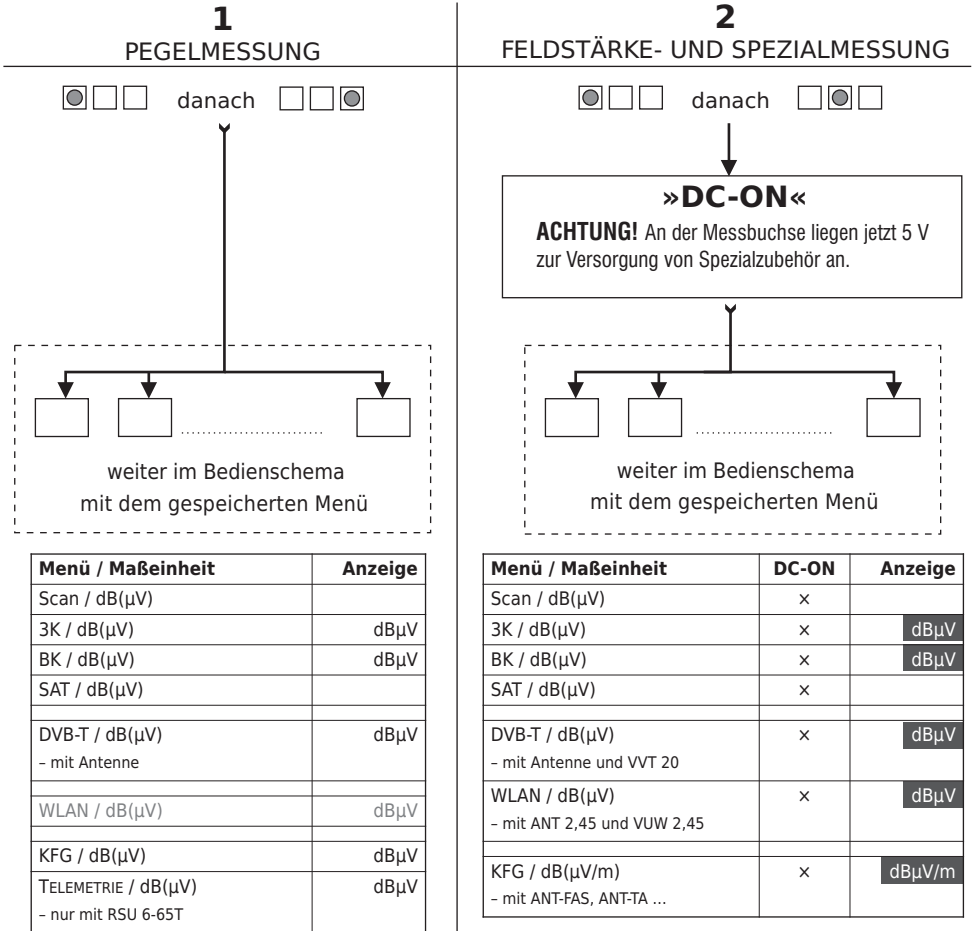 1
PEGELMESSUNG
danach
weiter im Bedienschema
mit dem gespeicherten Menü
Menü / Maßeinheit Anzeige
Scan / dB(µV)
3K / dB(µV) dBµV
BK / dB(µV) dBµV
SAT / dB(µV)
DVB-T / dB(µV) dBµV
– mit Antenne
WLAN / dB(µV) dBµV
KFG / dB(µV) dBµV
TELEMETRIE / dB(µV) dBµV
– nur mit RSU 6-65T
2
FELDSTÄRKE- UND SPEZIALMESSUNG
danach
»DC-ON«
ACHTUNG! An der Messbuchse liegen jetzt 5 V
zur Versorgung von Spezialzubehör an.
weiter im Bedienschema
mit dem gespeicherten Menü
Menü / Maßeinheit DC-ON Anzeige
Scan / dB(µV) ×
3K / dB(µV) × dBµV
BK / dB(µV) × dBµV
SAT / dB(µV) ×
DVB-T / dB(µV) × dBµV
– mit Antenne und VVT 20
WLAN / dB(µV) × dBµV
– mit ANT 2,45 und VUW 2,45
KFG / dB(µV/m) × dBµV/m
– mit ANT-FAS, ANT-TA ...